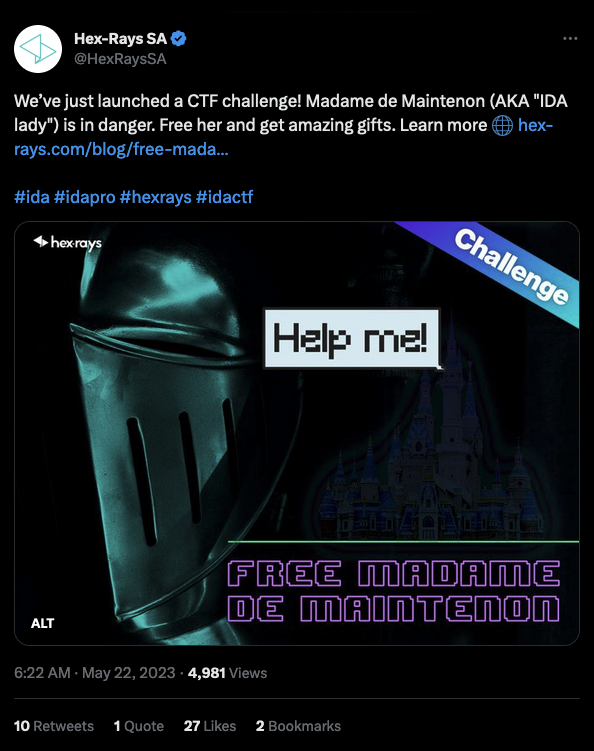 Hex-Rays SA
@HexRaysSA
We've just launched a CTF challenge! Madame de Maintenon (AKA "IDA
lady") is in danger. Free her and get amazing gifts. Learn more 🌐 hex-
rays.com/blog/free-mada...
#ida #idapro #hexrays #idactf
hex-rays
Challenge
Help me!
FREE MADAME
DE MAINTENON
ALT
6:22 AM · May 22, 2023 · 4,981 Views
10 Retweets 1 Quote 27 Likes 2 Bookmarks